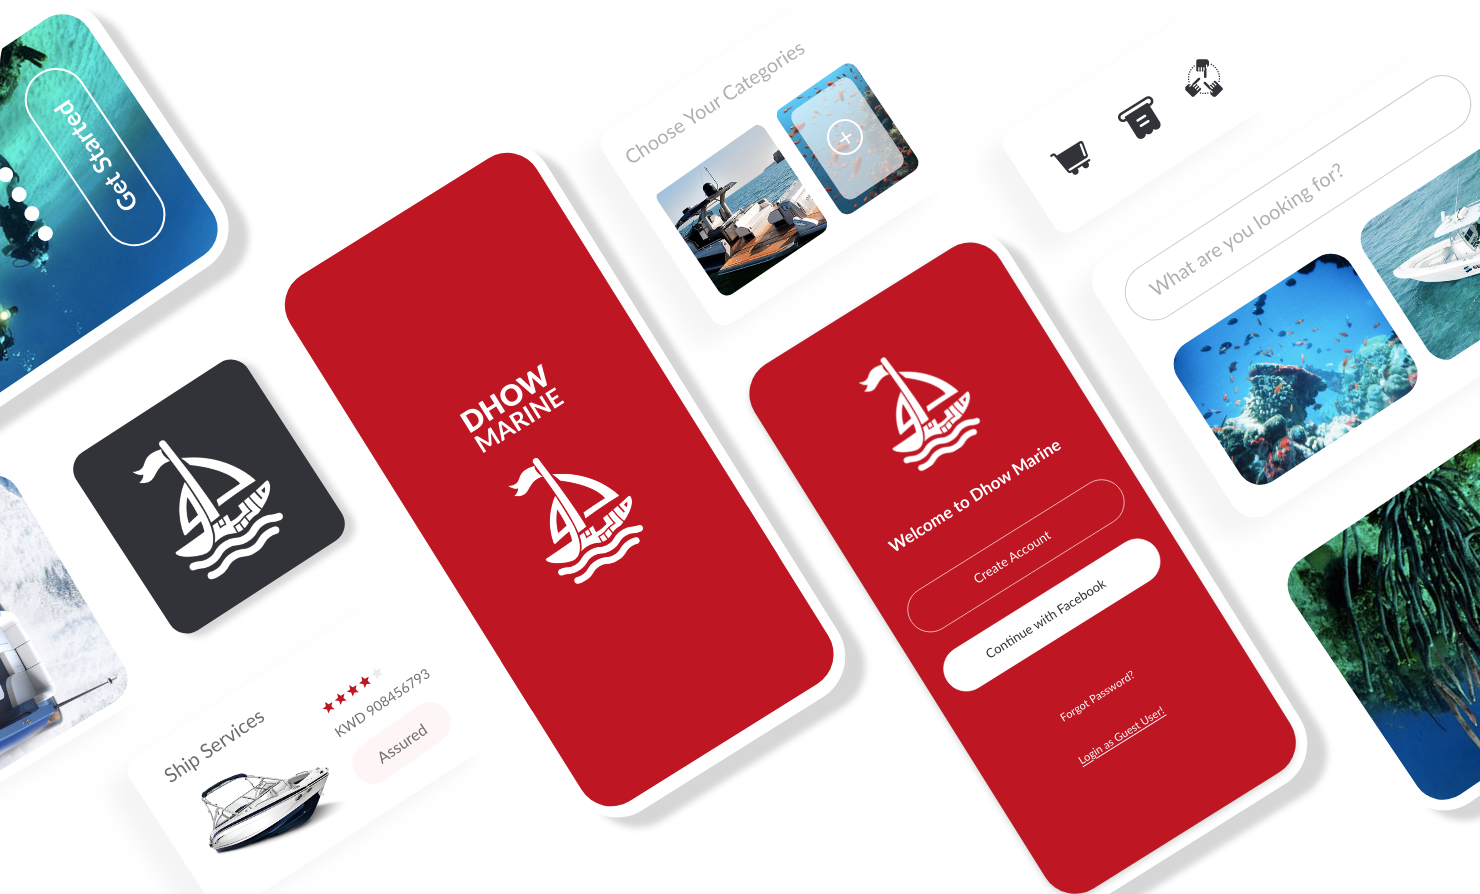 Get Started
DHOW
MARINE
Choose Your Categories
What are you looking for?
Welcome to Dhow Marine
Create Account
Continue with Facebook
Forgot Password?
Login as Guest User!
Ship Services
KWD 908456793
Assured